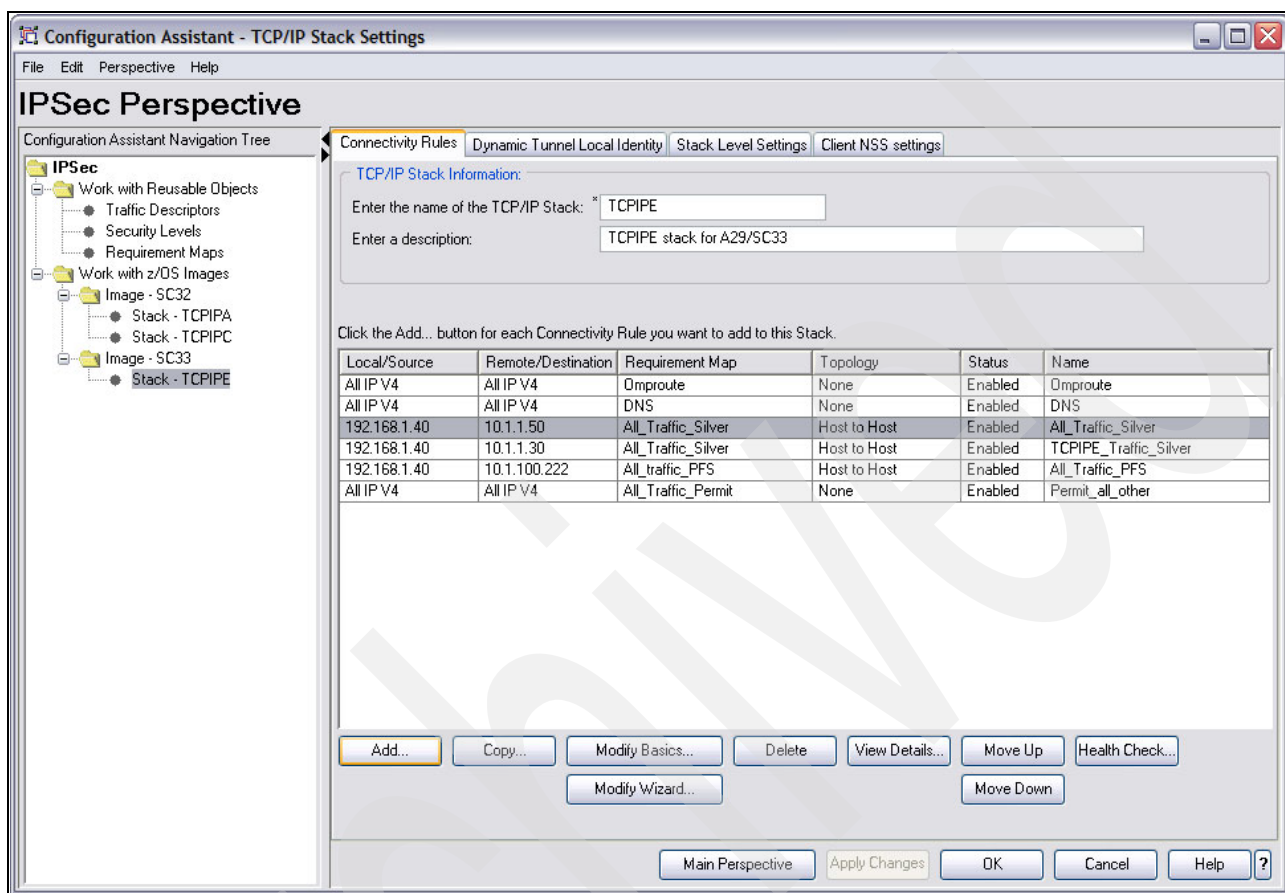 Configuration Assistant - TCP/IP Stack Settings
File Edit Perspective Help
IPSec Perspective
Configuration Assistant Navigation Tree
IPSec
Work with Reusable Objects
Traffic Descriptors
Security Levels
Requirement Maps
Work with z/OS Images
Image - SC32
Stack - TCPIPA
Stack - TCPIPC
Image - SC33
Stack - TCPIPE
Connectivity Rules Dynamic Tunnel Local Identity Stack Level Settings Client NSS settings
TCP/IP Stack Information:
Enter the name of the TCP/IP Stack: * TCPIPE
Enter a description: TCPIPE stack for A29/SC33
Click the Add... button for each Connectivity Rule you want to add to this Stack.
Local/Source Remote/Destination Requirement Map Topology Status Name
All IP V4 All IP V4 Omproute None Enabled Omproute
All IP V4 All IP V4 DNS None Enabled DNS
192.168.1.40 10.1.1.50 All_Traffic_Silver Host to Host Enabled All_Traffic_Silver
192.168.1.40 10.1.1.30 All_Traffic_Silver Host to Host Enabled TCPIPE_Traffic_Silver
192.168.1.40 10.1.100.222 All_traffic_PFS Host to Host Enabled All_Traffic_PFS
All IP V4 All IP V4 All_Traffic_Permit None Enabled Permit_all_other
Add... Copy... Modify Basics... Delete View Details... Move Up Health Check...
Modify Wizard... Move Down
Main Perspective Apply Changes OK Cancel Help ?